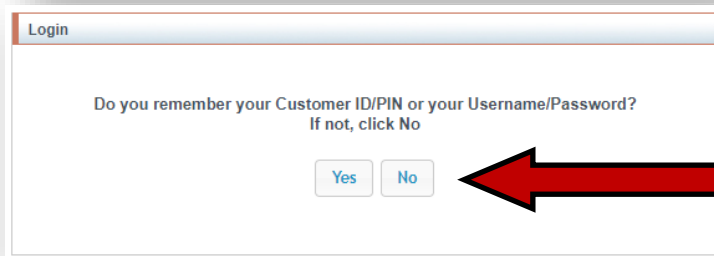 Login
Do you remember your Customer ID/PIN or your Username/Password?
If not, click No
Yes No